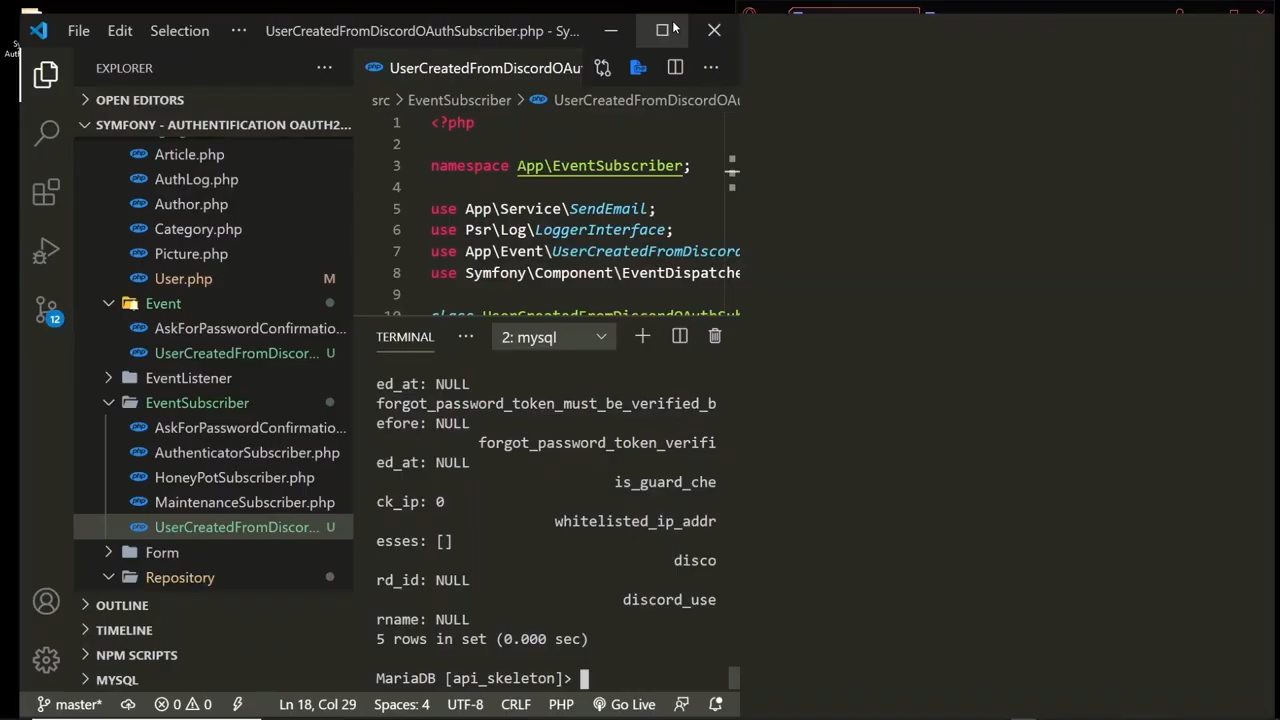 File Edit Selection ··· UserCreatedFromDiscordOAuthSubscriber.php - Sy...
EXPLORER
OPEN EDITORS
SYMFONY - AUTHENTIFICATION OAUTH2...
Article.php
AuthLog.php
Author.php
Category.php
Picture.php
User.php M
Event
AskForPasswordConfirmatio...
UserCreatedFromDiscor... U
EventListener
EventSubscriber
AskForPasswordConfirmatio...
AuthenticatorSubscriber.php
HoneyPotSubscriber.php
MaintenanceSubscriber.php
UserCreatedFromDiscor... U
Form
Repository
OUTLINE
TIMELINE
NPM SCRIPTS
MYSQL
12
UserCreatedFromDiscordOAu
src > EventSubscriber > UserCreatedFromDiscordOAu
1 <?php
2
3 namespace App\EventSubscriber;
4
5 use App\Service\SendEmail;
6 use Psr\Log\LoggerInterface;
7 use App\Event\UserCreatedFromDiscord
8 use Symfony\Component\EventDispatche
9
10 class UserCreatedFromDiscordOAuthSub
TERMINAL ··· 2: mysql
ed_at: NULL
forgot_password_token_must_be_verified_b
efore: NULL
forgot_password_token_verifi
ed_at: NULL
is_guard_che
ck_ip: 0
whitelisted_ip_addr
esses: []
disco
rd_id: NULL
discord_use
rname: NULL
5 rows in set (0.000 sec)
MariaDB [api_skeleton]>
master* 0 0 Ln 18, Col 29 Spaces: 4 UTF-8 CRLF PHP Go Live